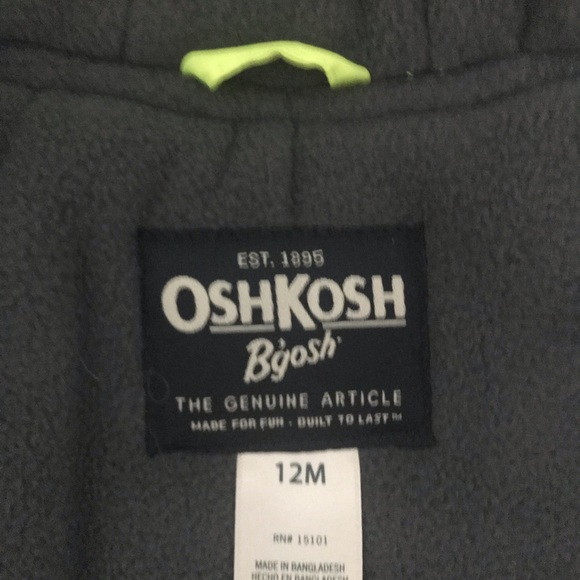 EST. 1895
OSHKOSH
B'gosh
THE GENUINE ARTICLE
MADE FOR FUN · BUILT TO LAST™
12M
RN# 15101
MADE IN BANGLADESH
HECHO EN BANGLADESH